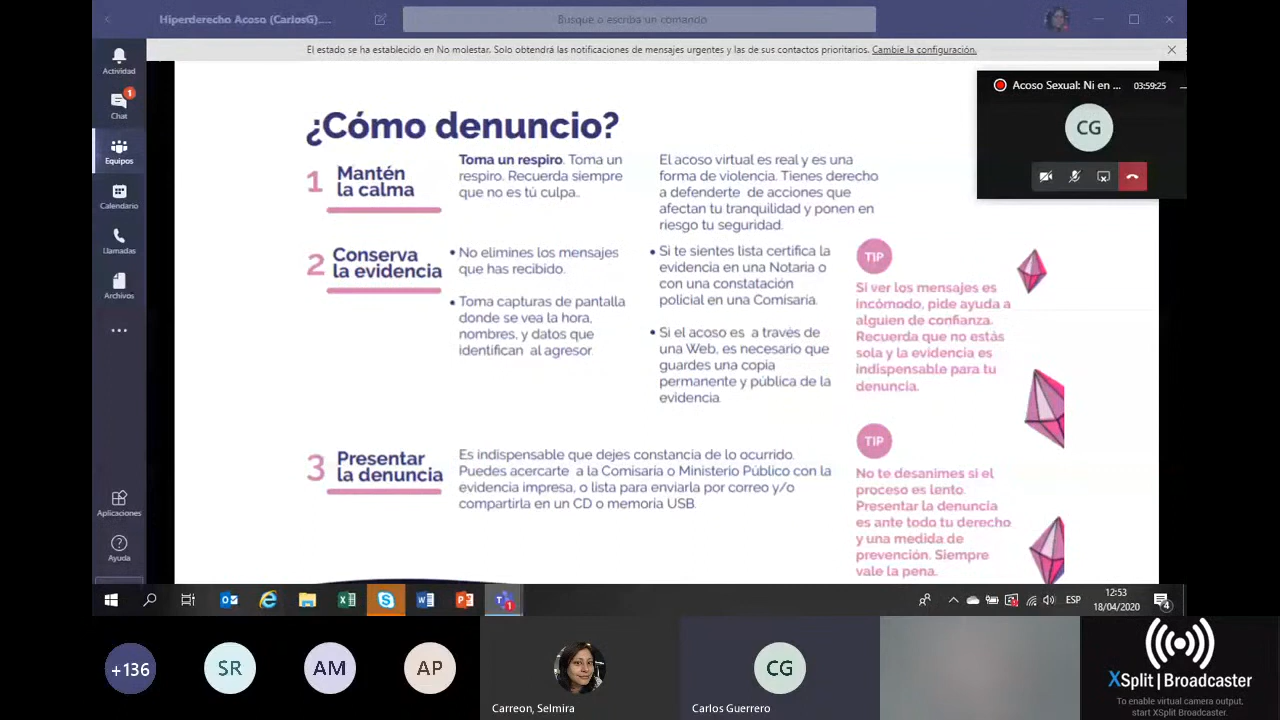 Hiperderecho Acoso (CarlosG)....
Busque o escriba un comando
El estado se ha establecido en No molestar. Solo obtendrá las notificaciones de mensajes urgentes y las de sus contactos prioritarios. Cambie la configuración.
Actividad
1
Chat
Equipos
Calendario
Llamadas
Archivos
Aplicaciones
Ayuda
Acoso Sexual: Ni en ... 03:59:25
CG
¿Cómo denuncio?
1
Mantén
la calma
Toma un respiro. Toma un
respiro. Recuerda siempre
que no es tú culpa..
El acoso virtual es real y es una
forma de violencia. Tienes derecho
a defenderte de acciones que
afectan tu tranquilidad y ponen en
riesgo tu seguridad.
2
Conserva
la evidencia
• No elimines los mensajes
que has recibido.
• Toma capturas de pantalla
donde se vea la hora,
nombres, y datos que
identifican al agresor.
• Si te sientes lista certifica la
evidencia en una Notaria o
con una constatación
policial en una Comisaria.
• Si el acoso es a través de
una Web, es necesario que
guardes una copia
permanente y pública de la
evidencia.
TIP
Si ver los mensajes es
incómodo, pide ayuda a
alguien de confianza.
Recuerda que no estás
sola y la evidencia es
indispensable para tu
denuncia.
3
Presentar
la denuncia
Es indispensable que dejes constancia de lo ocurrido.
Puedes acercarte a la Comisaria o Ministerio Público con la
evidencia impresa, o lista para enviarla por correo y/o
compartirla en un CD o memoria USB.
TIP
No te desanimes si el
proceso es lento.
Presentar la denuncia
es ante todo tu derecho
y una medida de
prevención. Siempre
vale la pena.
1
ESP
12:53
18/04/2020
4
+136
SR
AM
AP
Carreon, Selmira
CG
Carlos Guerrero
XSplit|Broadcaster
To enable virtual camera output,
start XSplit Broadcaster.